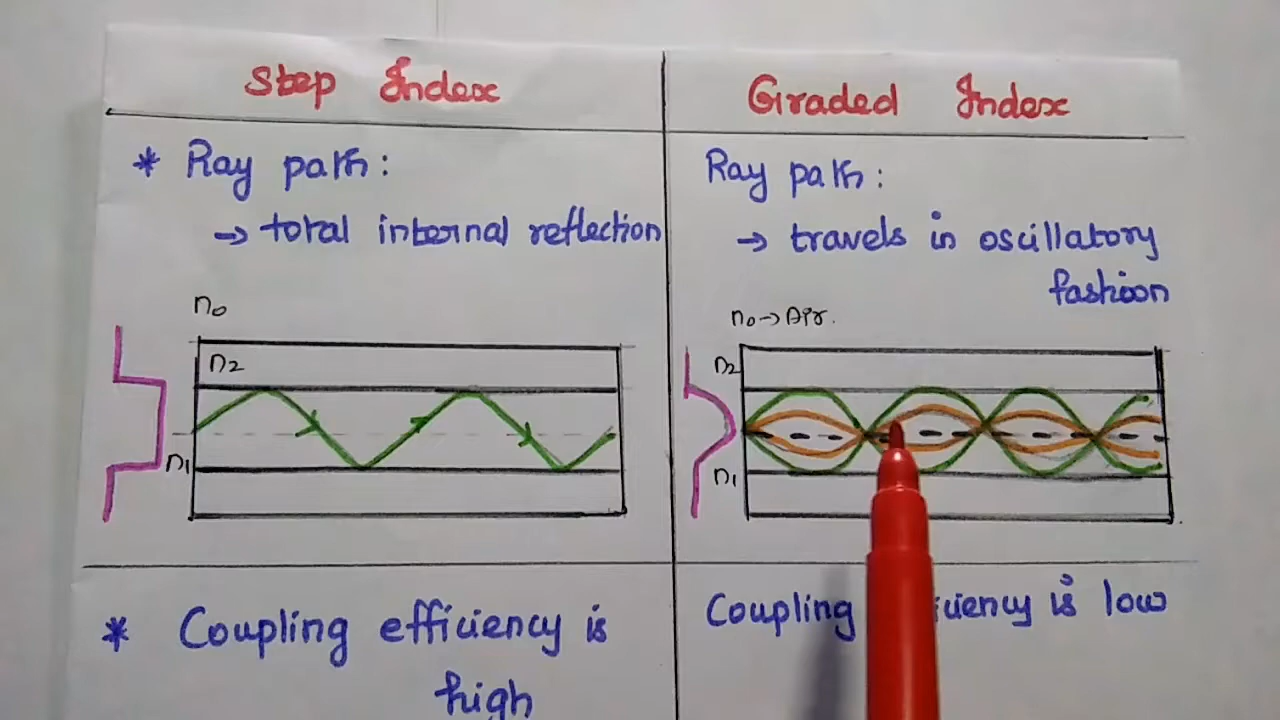 Step Index
* Ray path:
→ total internal reflection
n0
n2
n1
* Coupling efficiency is
high
Graded Index
Ray path:
→ travels in oscillatory
fashion
n0→Air.
n2
n1
Coupling iciency is low